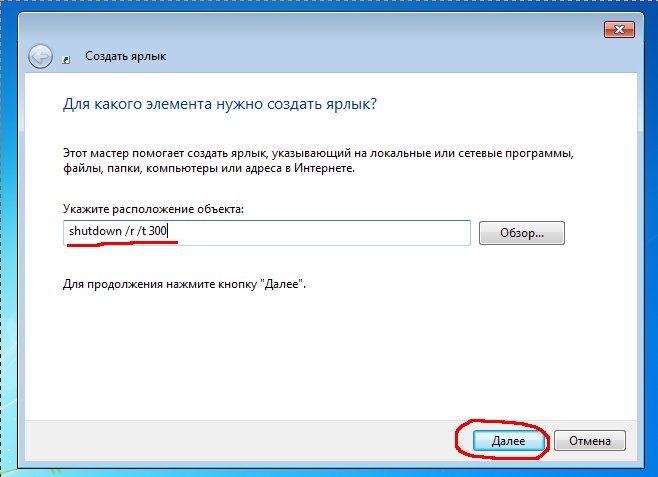 Создать ярлык
Для какого элемента нужно создать ярлык?
Этот мастер помогает создать ярлык, указывающий на локальные или сетевые программы,
файлы, папки, компьютеры или адреса в Интернете.
Укажите расположение объекта:
shutdown /r /t 300
Обзор...
Для продолжения нажмите кнопку "Далее".
Далее
Отмена